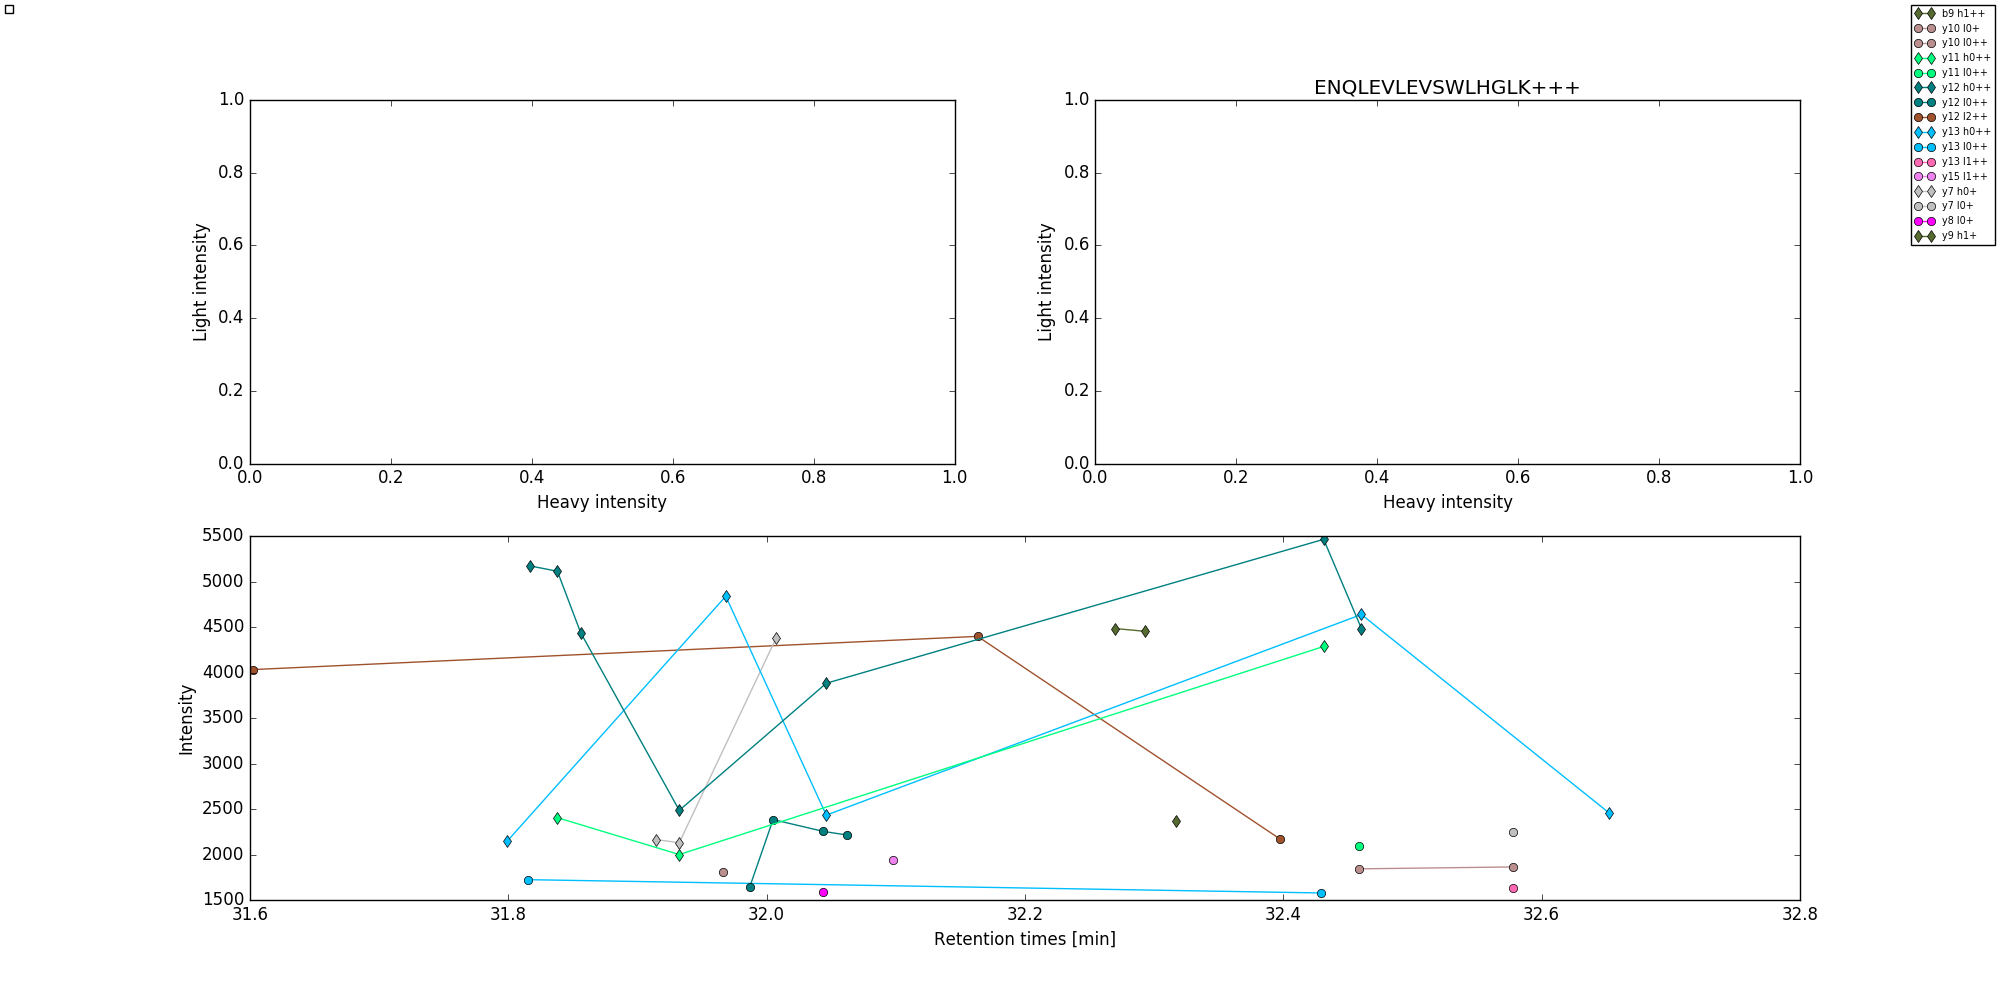 b9 h1++
y10 l0+
y10 l0++
y11 h0++
y11 l0++
y12 h0++
y12 l0++
y12 l2++
y13 h0++
y13 l0++
y13 l1++
y15 l1++
y7 h0+
y7 l0+
y8 l0+
y9 h1+
1.0
0.8
0.6
0.4
0.2
0.0
Light intensity
0.0 0.2 0.4 0.6 0.8 1.0
Heavy intensity
ENQLEVLEVSWLHGLK+++
1.0
0.8
0.6
0.4
0.2
0.0
Light intensity
0.0 0.2 0.4 0.6 0.8 1.0
Heavy intensity
5500
5000
4500
4000
3500
3000
2500
2000
1500
Intensity
31.6 31.8 32.0 32.2 32.4 32.6 32.8
Retention times [min]